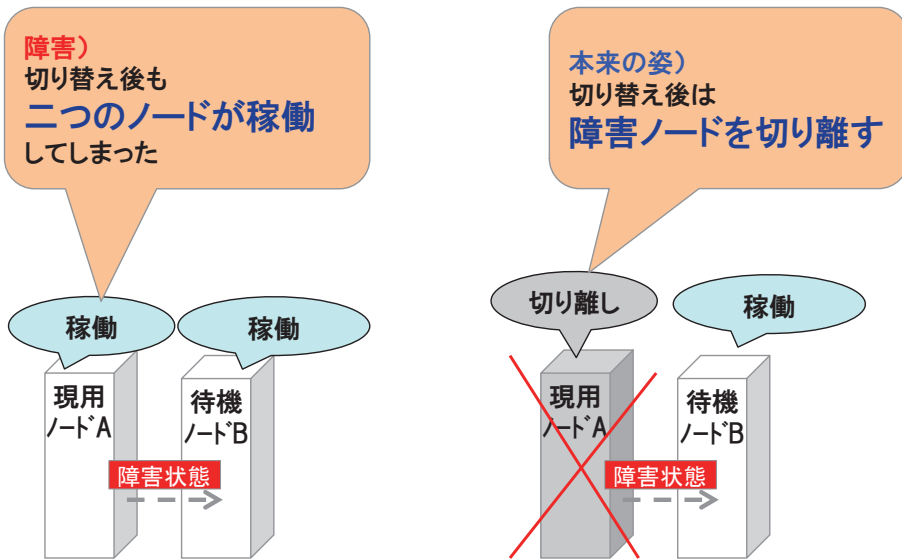 障害）
切り替え後も
二つのノードが稼働
してしまった
稼働
稼働
現用
ノードA
待機
ノードB
障害状態
本来の姿）
切り替え後は
障害ノードを切り離す
切り離し
稼働
現用
ノードA
待機
ノードB
障害状態